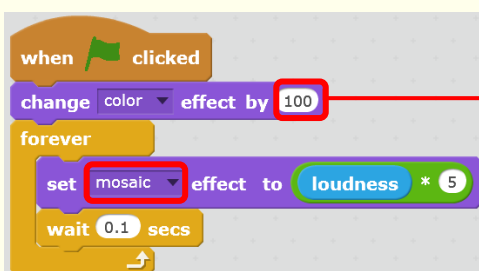 when clicked
change color effect by 100
forever
set mosaic effect to loudness * 5
wait 0.1 secs